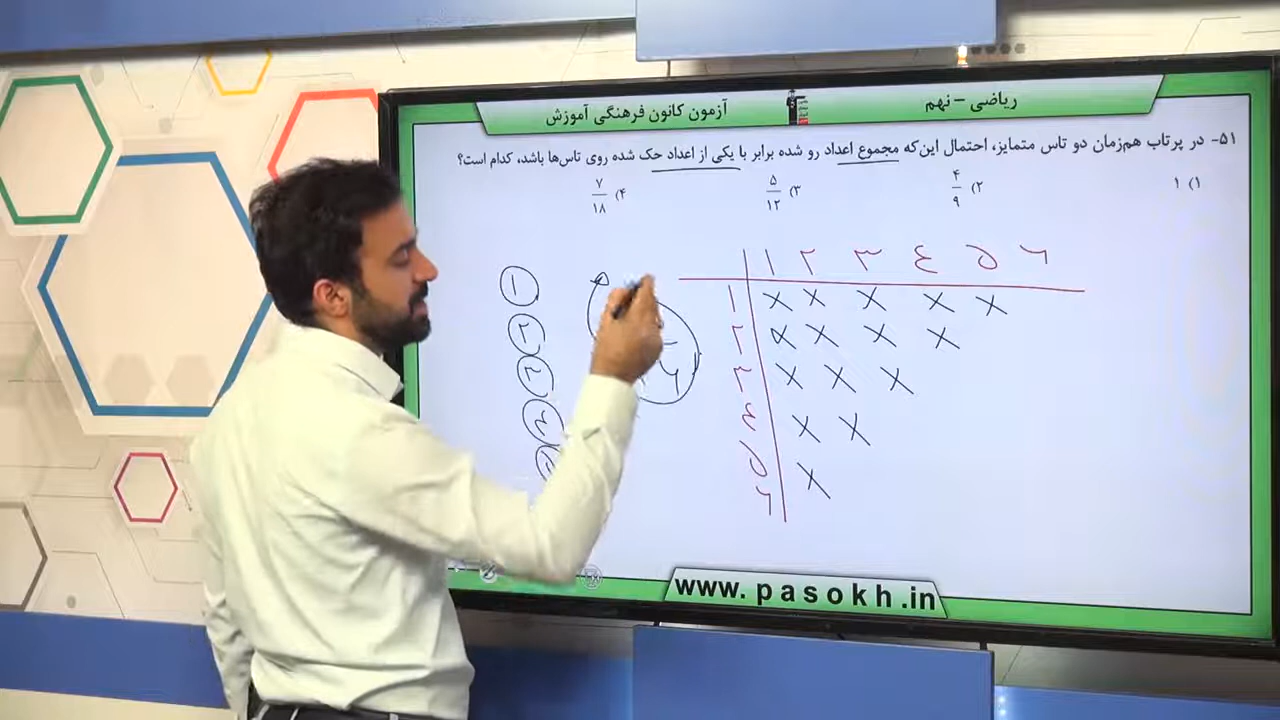 ریاضی - نهم
آزمون کانون فرهنگی آموزش
۵۱- در پرتاب هم‌زمان دو تاس متمایز، احتمال این‌که مجموع اعداد رو شده برابر با یکی از اعداد حک شده روی تاس‌ها باشد، کدام است؟
۱) ۱
۲) ۴/۹
۳) ۵/۱۲
۴) ۷/۱۸
۱ ۲ ۳ ۴ ۵ ۶
۱ × × × × ×
۲ × × × ×
۳ × × ×
۴ × ×
۵ ×
۶
www.pasokh.in